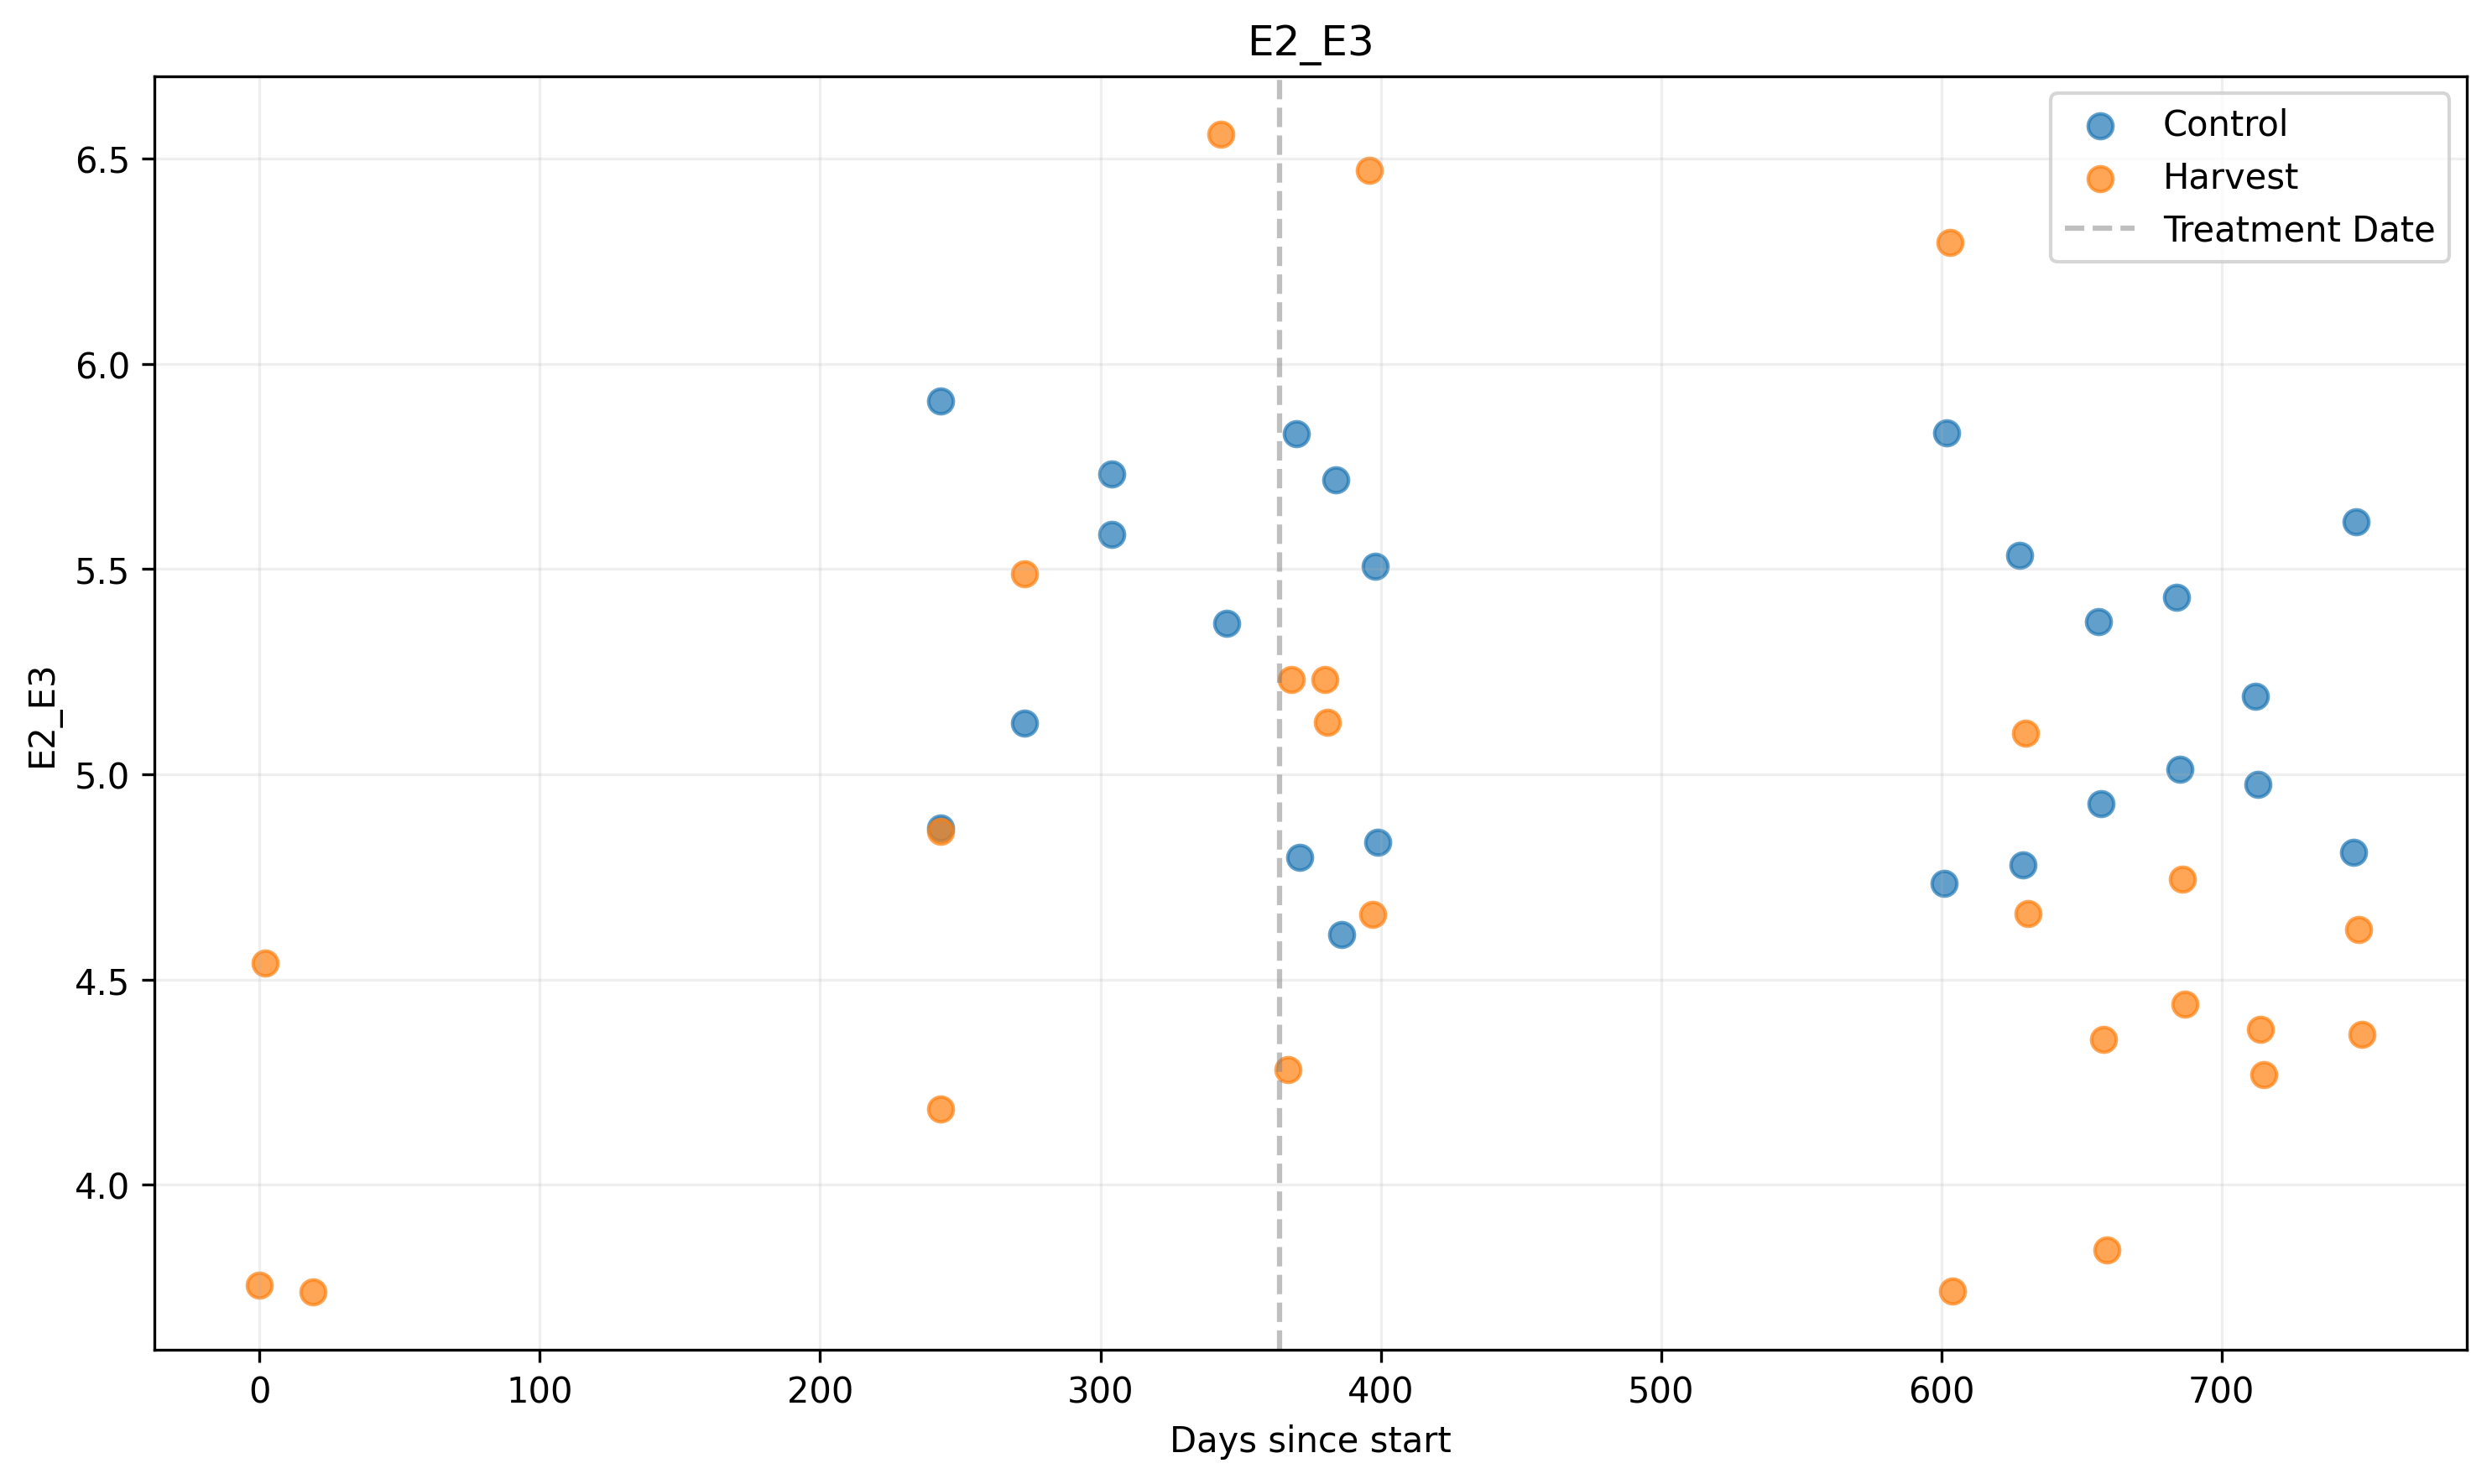 E2_E3
Control
Harvest
Treatment Date
E2_E3
6.5
6.0
5.5
5.0
4.5
4.0
0 100 200 300 400 500 600 700
Days since start